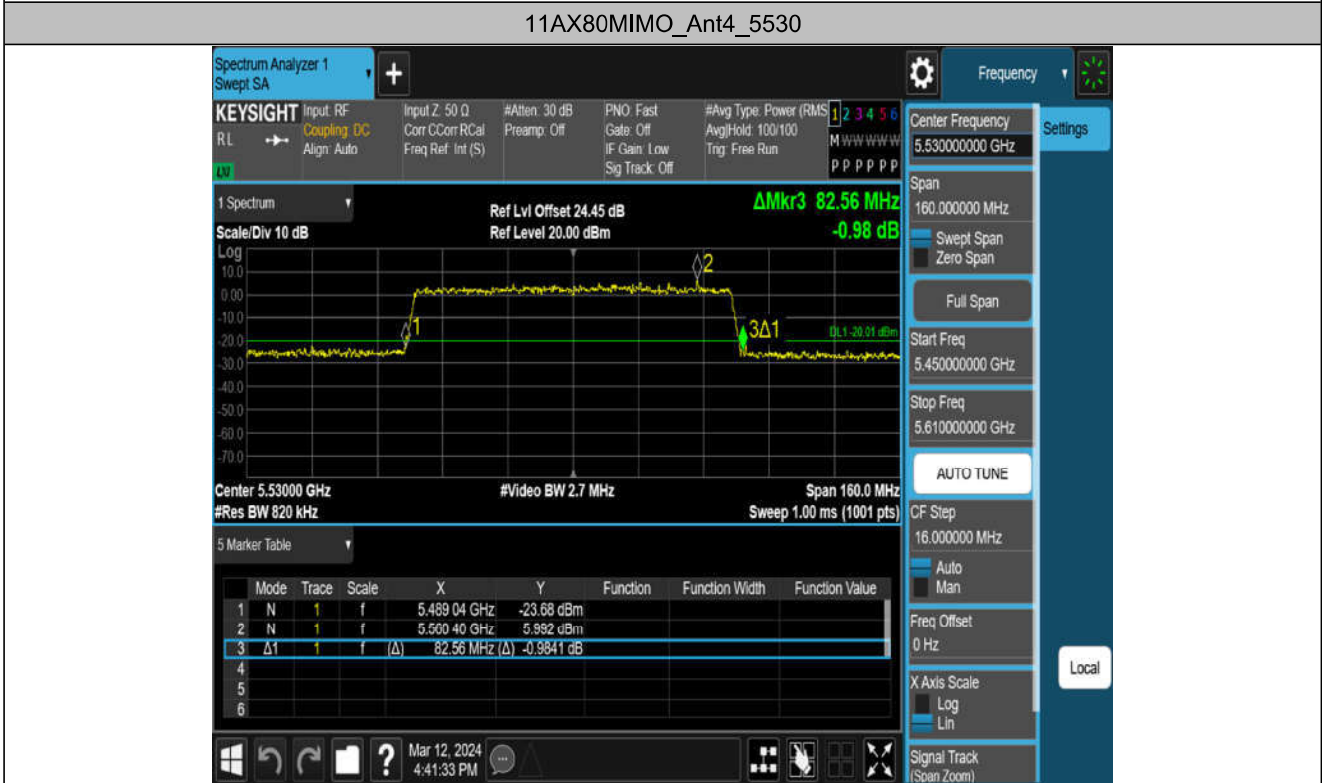 11AX80MIMO_Ant4_5530
Spectrum Analyzer 1
Swept SA
+
Frequency
KEYSIGHT
RL
LXI
Input: RF
Coupling: DC
Align: Auto
Input Z: 50 Ω
Corr CCorr RCal
Freq Ref: Int (S)
#Atten: 30 dB
Preamp: Off
PNO: Fast
Gate: Off
IF Gain: Low
Sig Track: Off
#Avg Type: Power (RMS
Avg|Hold: 100/100
Trig: Free Run
1 2 3 4 5 6
M W W W W W
P P P P P P
Center Frequency
5.530000000 GHz
Settings
Span
160.000000 MHz
Swept Span
Zero Span
Full Span
Start Freq
5.450000000 GHz
Stop Freq
5.610000000 GHz
AUTO TUNE
CF Step
16.000000 MHz
Auto
Man
Freq Offset
0 Hz
X Axis Scale
Log
Lin
Signal Track
(Span Zoom)
Local
1 Spectrum
Scale/Div 10 dB
Ref Lvl Offset 24.45 dB
Ref Level 20.00 dBm
ΔMkr3 82.56 MHz
-0.98 dB
Log
10.0
0.00
-10.0
-20.0
-30.0
-40.0
-50.0
-60.0
-70.0
1
2
3Δ1
DL1 -20.01 dBm
Center 5.53000 GHz
#Res BW 820 kHz
#Video BW 2.7 MHz
Span 160.0 MHz
Sweep 1.00 ms (1001 pts)
5 Marker Table
Mode Trace Scale X Y Function Function Width Function Value
1 N 1 f 5.489 04 GHz -23.68 dBm
2 N 1 f 5.560 40 GHz 5.992 dBm
3 Δ1 1 f (Δ) 82.56 MHz (Δ) -0.9841 dB
4
5
6
?
Mar 12, 2024
4:41:33 PM